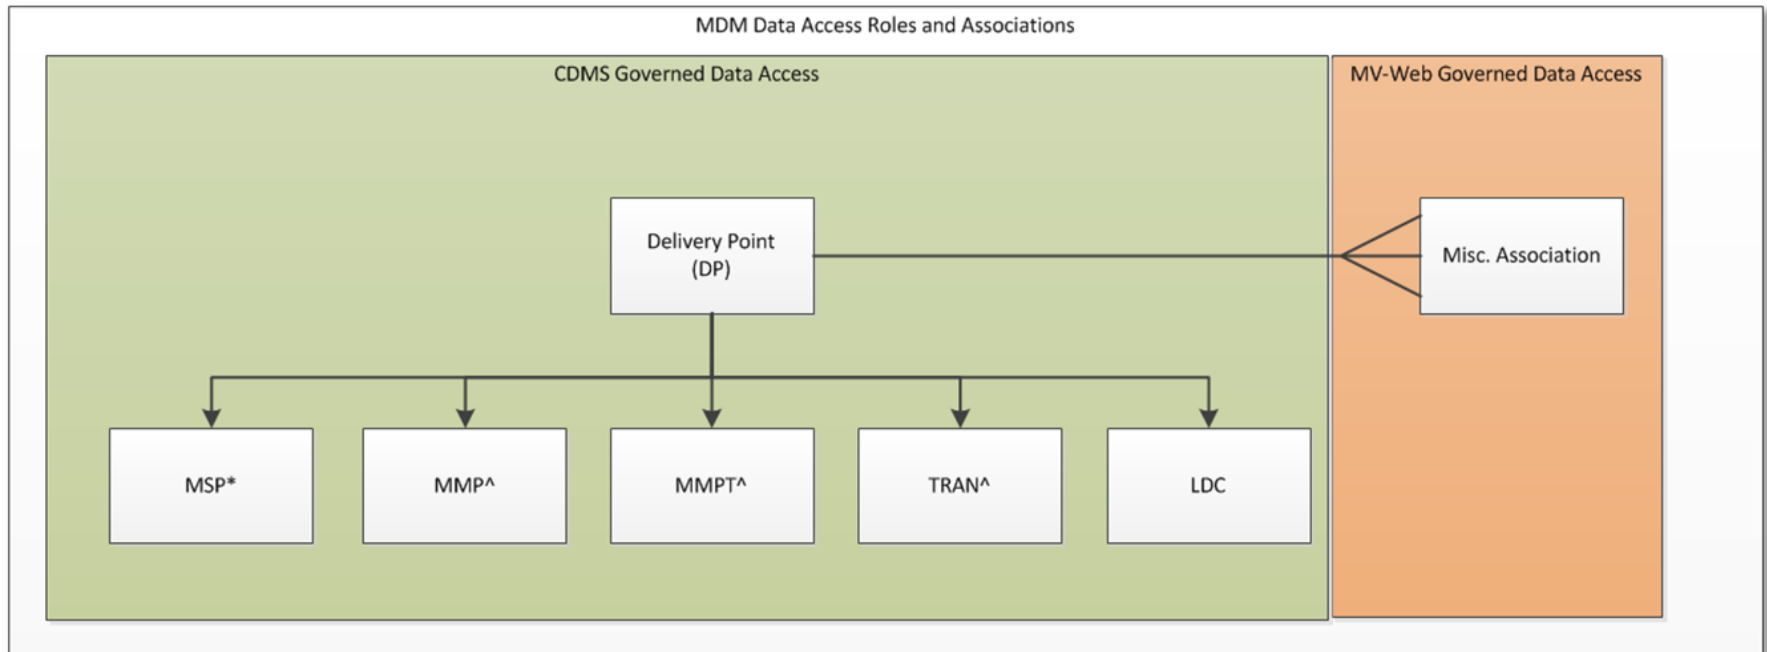 MDM Data Access Roles and Associations
CDMS Governed Data Access
MV-Web Governed Data Access
Delivery Point
(DP)
Misc. Association
MSP*
MMP^
MMPT^
TRAN^
LDC